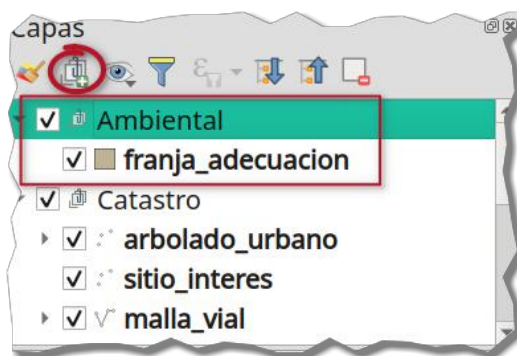 Capas
Ambiental
franja_adecuacion
Catastro
arbolado_urbano
sitio_interes
malla_vial